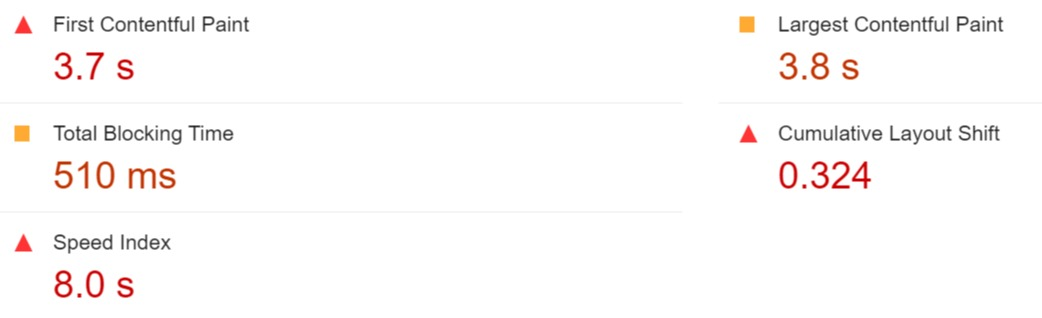 First Contentful Paint
3.7 s
Largest Contentful Paint
3.8 s
Total Blocking Time
510 ms
Cumulative Layout Shift
0.324
Speed Index
8.0 s